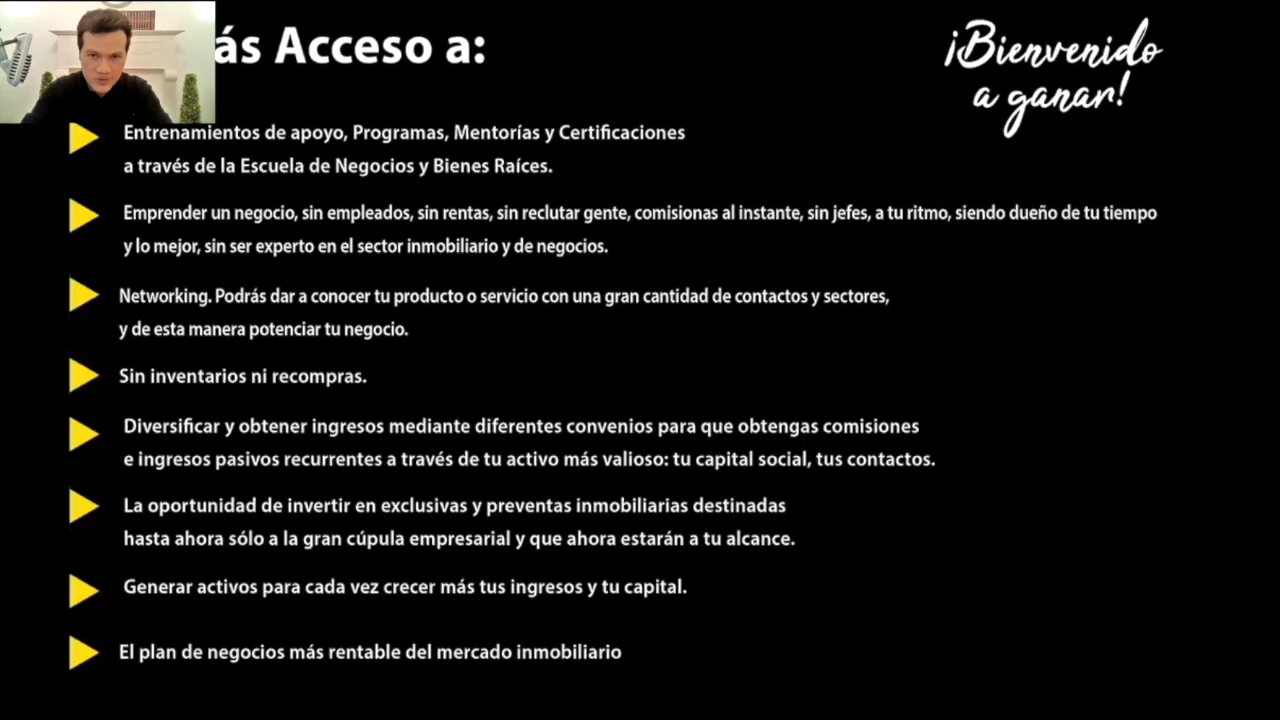 ás Acceso a:
¡Bienvenido
a ganar!
Entrenamientos de apoyo, Programas, Mentorías y Certificaciones
a través de la Escuela de Negocios y Bienes Raíces.
Emprender un negocio, sin empleados, sin rentas, sin reclutar gente, comisionas al instante, sin jefes, a tu ritmo, siendo dueño de tu tiempo
y lo mejor, sin ser experto en el sector inmobiliario y de negocios.
Networking. Podrás dar a conocer tu producto o servicio con una gran cantidad de contactos y sectores,
y de esta manera potenciar tu negocio.
Sin inventarios ni recompras.
Diversificar y obtener ingresos mediante diferentes convenios para que obtengas comisiones
e ingresos pasivos recurrentes a través de tu activo más valioso: tu capital social, tus contactos.
La oportunidad de invertir en exclusivas y preventas inmobiliarias destinadas
hasta ahora sólo a la gran cúpula empresarial y que ahora estarán a tu alcance.
Generar activos para cada vez crecer más tus ingresos y tu capital.
El plan de negocios más rentable del mercado inmobiliario